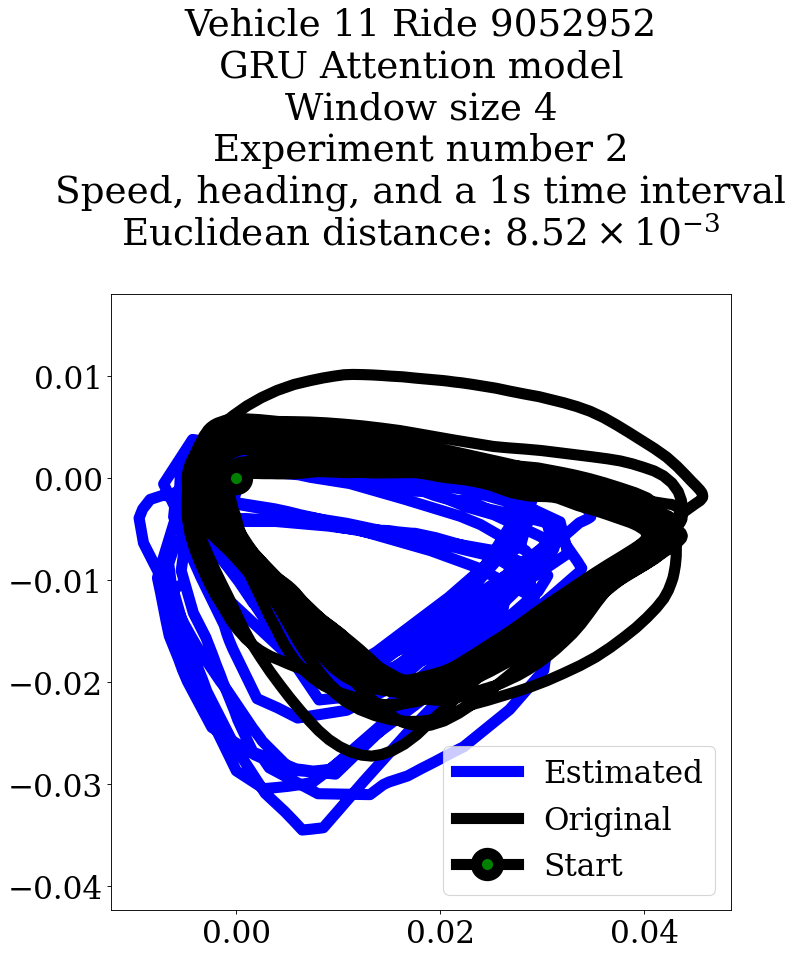 Vehicle 11 Ride 9052952
GRU Attention model
Window size 4
Experiment number 2
Speed, heading, and a 1s time interval
Euclidean distance: 8.52 × 10⁻³
0.01
0.00
−0.01
−0.02
−0.03
−0.04
0.00 0.02 0.04
Estimated
Original
Start